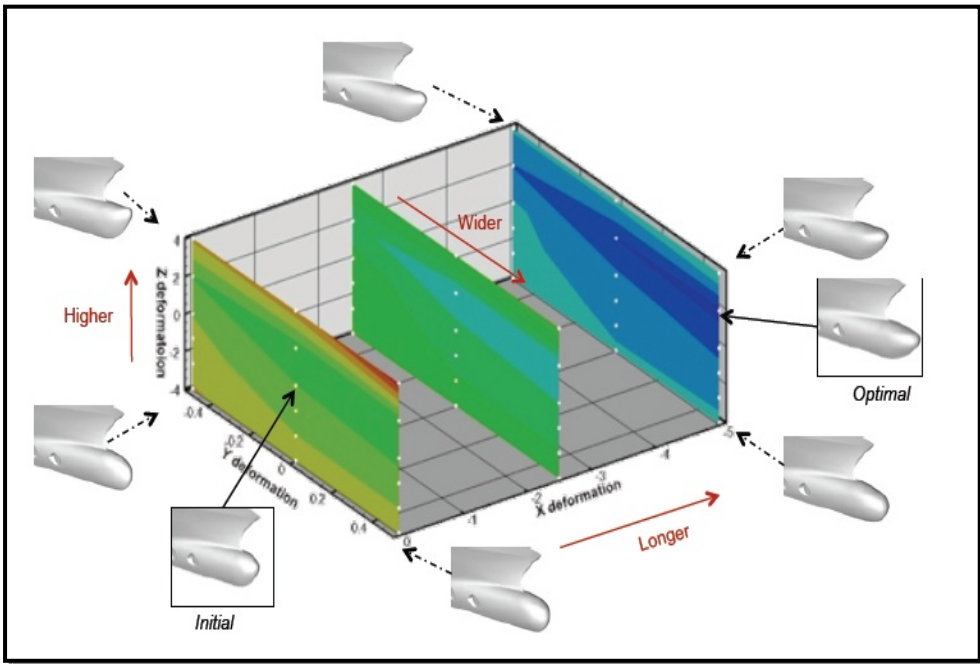 Wider
Higher
4
2
0
-2
-4
Z deformatoion
-0.4
-0.2
0
0.2
0.4
Y deformation
0
-1
-2
-3
-4
-5
X deformation
Longer
Optimal
Initial